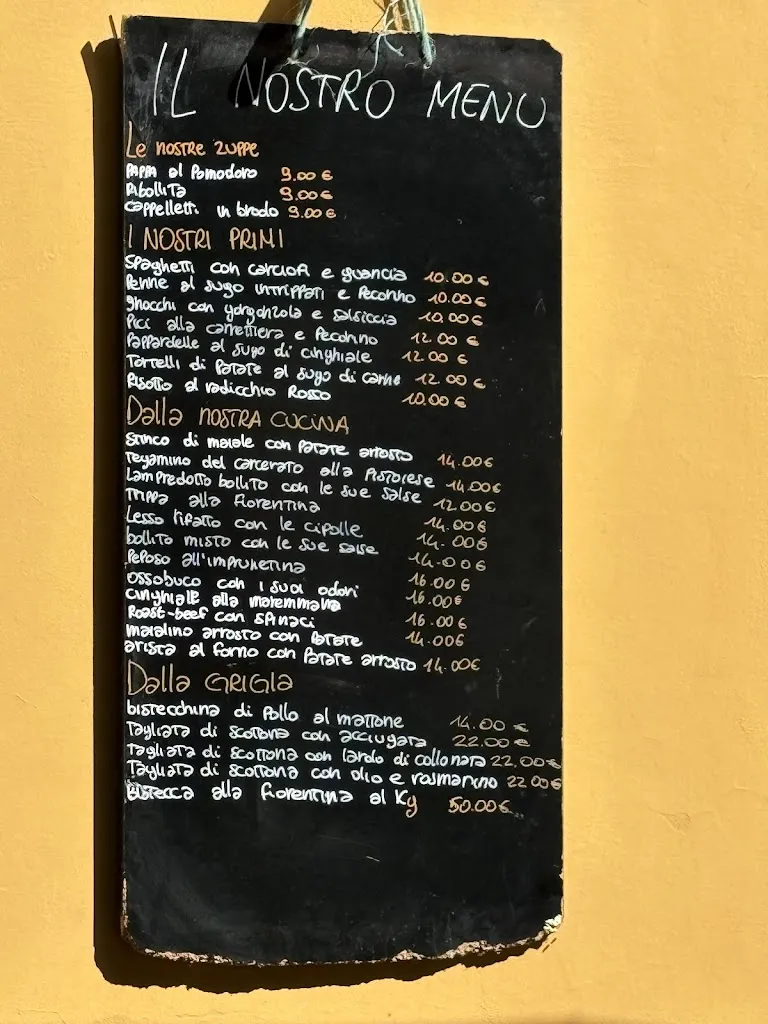 IL NOSTRO MENU
Le NOSTRE ZUPPE
PAPPA al Pomodoro 9.00 €
RIbOLLITA 9.00 €
Cappelletti in brodo 9.00 €
I NOSTRI PRIMI
Spaghetti con carciofi e guancia 10.00 €
Penne al sugo intrippati e Pecorino 10.00 €
gnocchi con gorgonzola e salsiccia 10.00 €
Pici alla carrettiera e Pecorino 12.00 €
Pappardelle al sugo di cinghiale 12.00 €
Tortelli di Patate al sugo di carne 12.00 €
Risotto al radicchio Rosso 10.00 €
Dalla NOSTRA CUCINA
STINCO di maiale con PATATE arrosto 14.00 €
Tegamino del carcerato alla PISTOIESE 14.00 €
Lampredotto bollito con le sue salse 12.00 €
TRIPPA alla fiorentina 14.00 €
Lesso rifatto con le cipolle 14.00 €
bollito misto con le sue salse 14.00 €
Peposo all'imprunetina 16.00 €
ossobuco con i suoi odori 16.00 €
cinghiale alla maremmana 16.00 €
Roast-beef con SPINACI 14.00 €
maialino arrosto con PATATE
arista al forno con PATATE arrosto 14.00 €
Dalla GRIGLIA
bistecchina di Pollo al mattone 14.00 €
Tagliata di scottona con acciugata 22.00 €
Tagliata di scottona con lardo di collonata 22.00 €
Tagliata di scottona con olio e rosmarino 22.00 €
Bistecca alla fiorentina al Kg 50.00 €